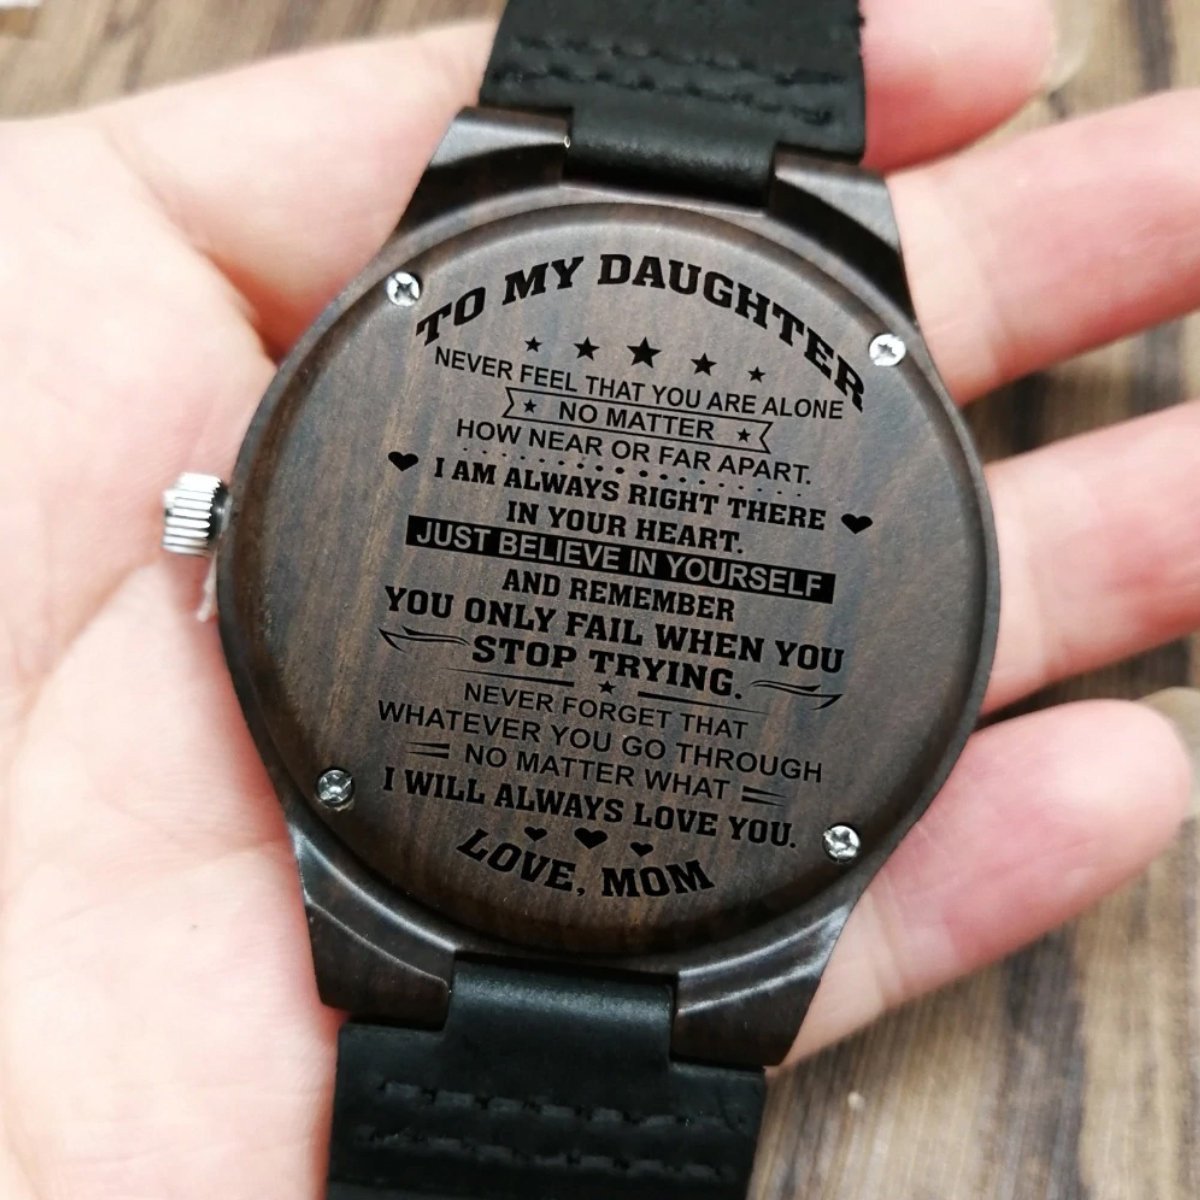 TO MY DAUGHTER
NEVER FEEL THAT YOU ARE ALONE
NO MATTER
HOW NEAR OR FAR APART.
I AM ALWAYS RIGHT THERE
IN YOUR HEART.
JUST BELIEVE IN YOURSELF
AND REMEMBER
YOU ONLY FAIL WHEN YOU
STOP TRYING.
NEVER FORGET THAT
WHATEVER YOU GO THROUGH
NO MATTER WHAT
I WILL ALWAYS LOVE YOU.
LOVE, MOM